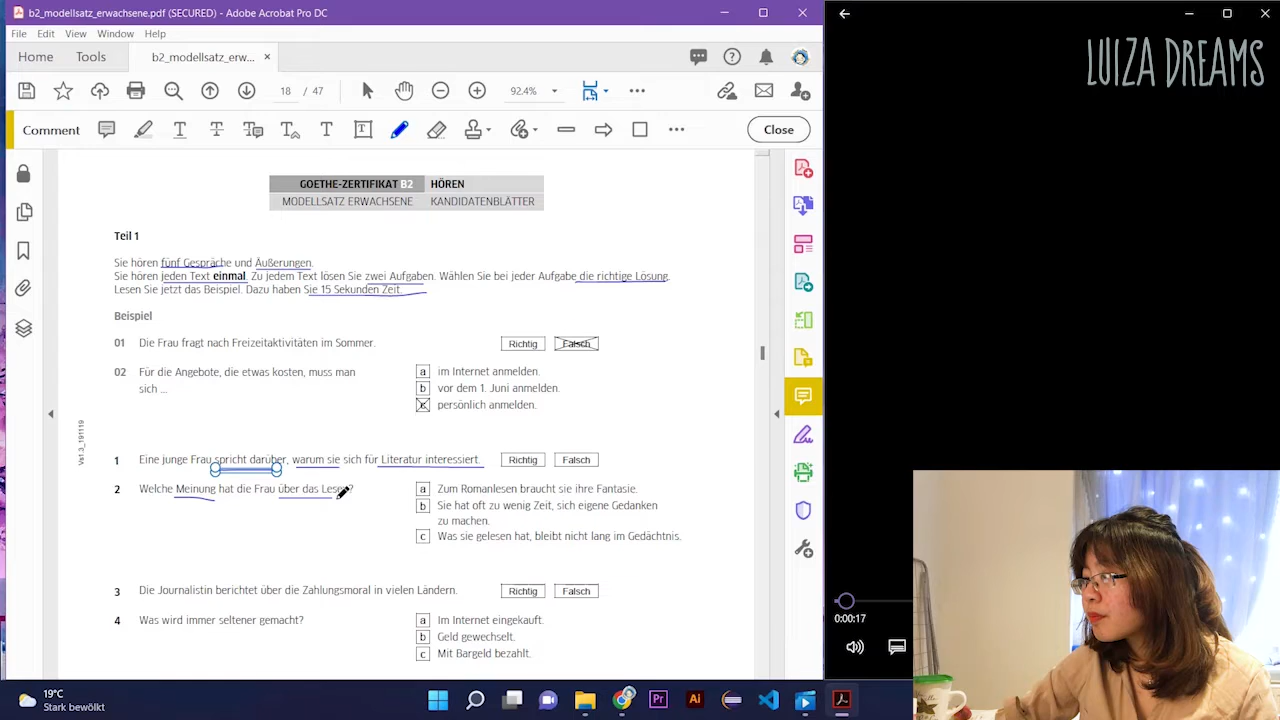 b2_modellsatz_erwachsene.pdf (SECURED) - Adobe Acrobat Pro DC
LUIZA DREAMS
File Edit View Window Help
Home Tools b2_modellsatz_erw... ×
18 / 47 92.4%
Comment Close
GOETHE-ZERTIFIKAT B2 HÖREN
MODELLSATZ ERWACHSENE KANDIDATENBLÄTTER
Teil 1
Sie hören fünf Gespräche und Äußerungen.
Sie hören jeden Text einmal. Zu jedem Text lösen Sie zwei Aufgaben. Wählen Sie bei jeder Aufgabe die richtige Lösung.
Lesen Sie jetzt das Beispiel. Dazu haben Sie 15 Sekunden Zeit.
Beispiel
01 Die Frau fragt nach Freizeitaktivitäten im Sommer. Richtig Falsch
02 Für die Angebote, die etwas kosten, muss man
sich ...
a im Internet anmelden.
b vor dem 1. Juni anmelden.
c persönlich anmelden.
Vs1.3_191119
1 Eine junge Frau spricht darüber, warum sie sich für Literatur interessiert. Richtig Falsch
2 Welche Meinung hat die Frau über das Lesen?
a Zum Romanlesen braucht sie ihre Fantasie.
b Sie hat oft zu wenig Zeit, sich eigene Gedanken
zu machen.
c Was sie gelesen hat, bleibt nicht lang im Gedächtnis.
3 Die Journalistin berichtet über die Zahlungsmoral in vielen Ländern. Richtig Falsch
4 Was wird immer seltener gemacht?
a Im Internet eingekauft.
b Geld gewechselt.
c Mit Bargeld bezahlt.
0:00:17
19°C
Stark bewölkt
Pr Ai